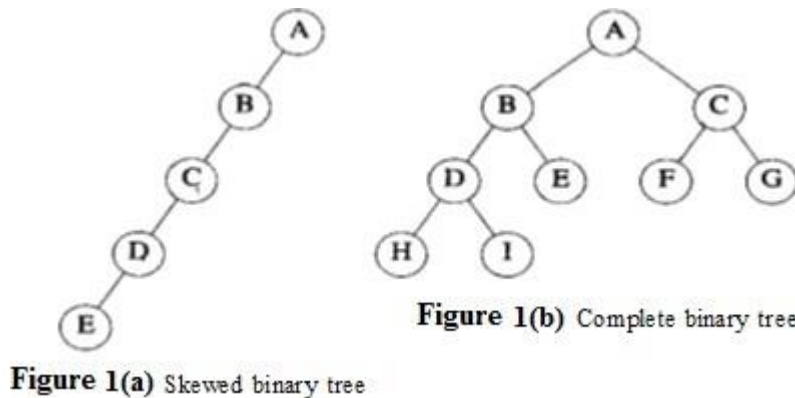 A
B
C
D
E
Figure 1(a) Skewed binary tree
A
B
C
D
E
F
G
H
I
Figure 1(b) Complete binary tree